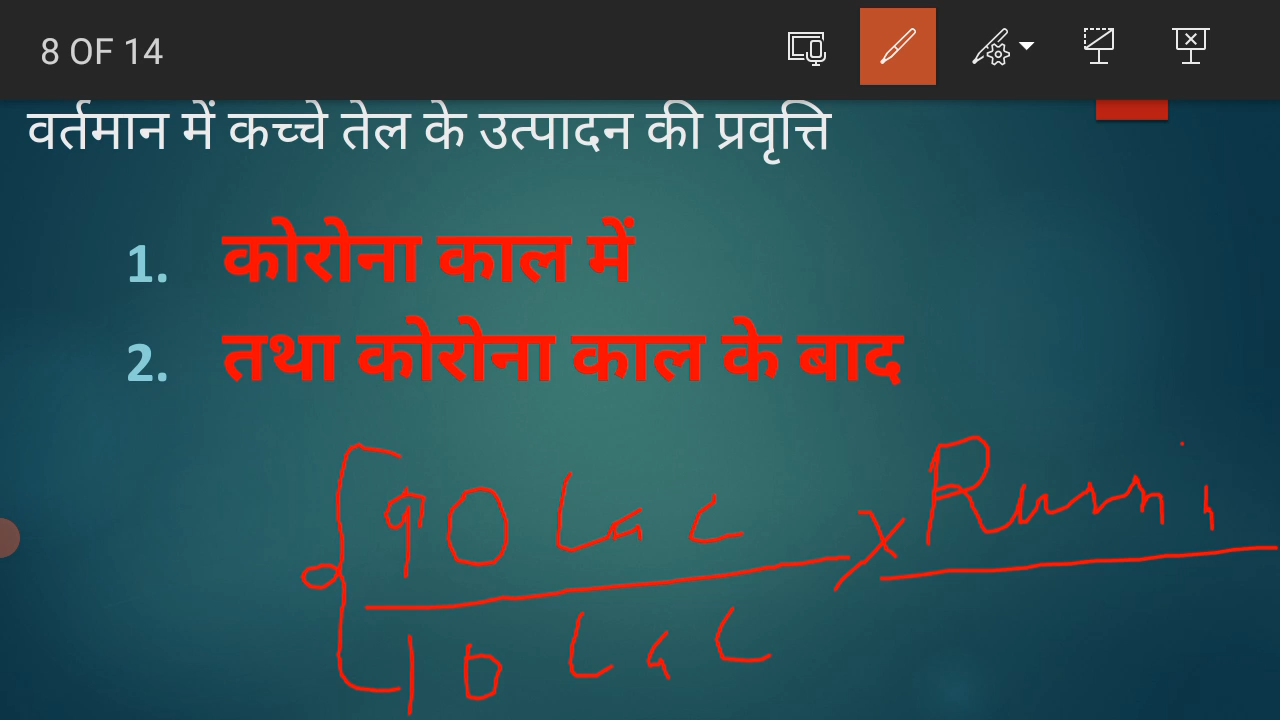 8 OF 14
वर्तमान में कच्चे तेल के उत्पादन की प्रवृत्ति
1. कोरोना काल में
2. तथा कोरोना काल के बाद
90 Lac
10 Lac